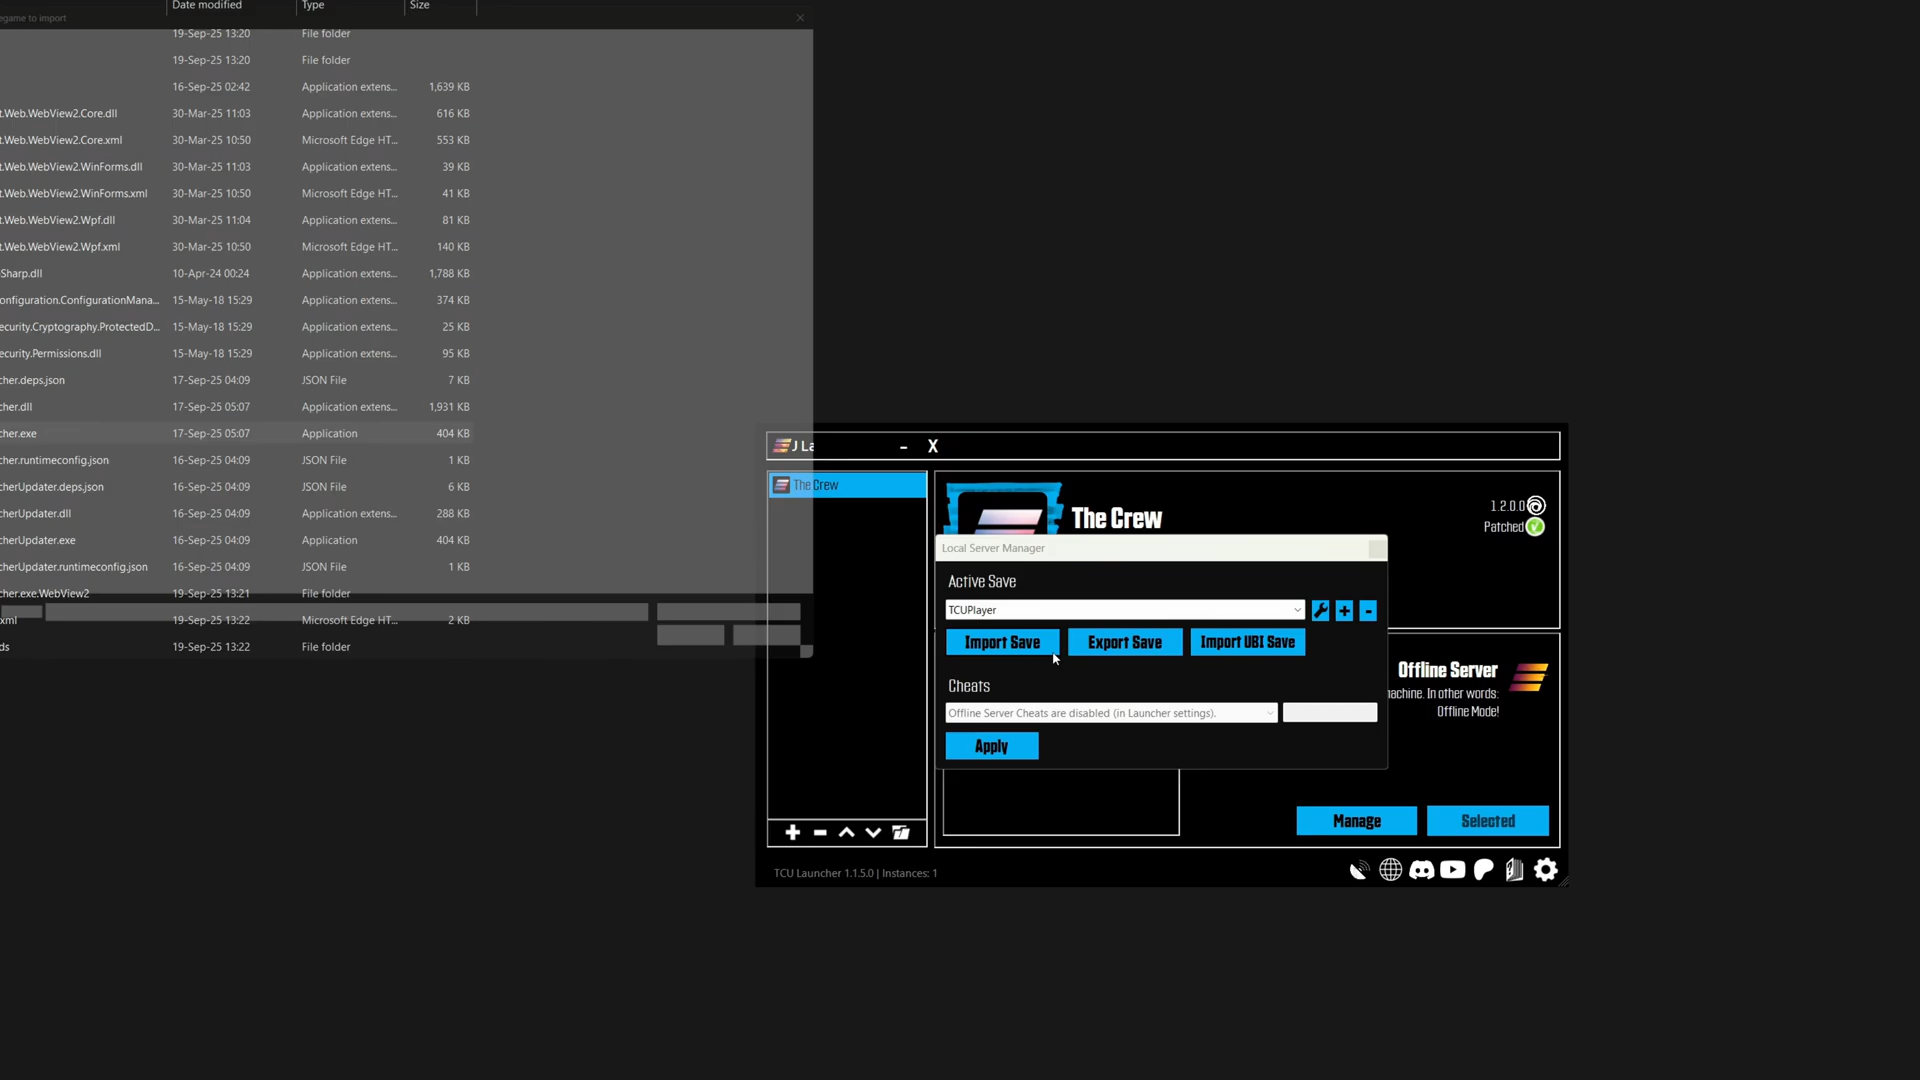 Date modified Type Size
egame to import
19-Sep-25 13:20 File folder
19-Sep-25 13:20 File folder
16-Sep-25 02:42 Application extens... 1,639 KB
t.Web.WebView2.Core.dll 30-Mar-25 11:03 Application extens... 616 KB
t.Web.WebView2.Core.xml 30-Mar-25 10:50 Microsoft Edge HT... 553 KB
t.Web.WebView2.WinForms.dll 30-Mar-25 11:03 Application extens... 39 KB
t.Web.WebView2.WinForms.xml 30-Mar-25 10:50 Microsoft Edge HT... 41 KB
t.Web.WebView2.Wpf.dll 30-Mar-25 11:04 Application extens... 81 KB
t.Web.WebView2.Wpf.xml 30-Mar-25 10:50 Microsoft Edge HT... 140 KB
Sharp.dll 10-Apr-24 00:24 Application extens... 1,788 KB
onfiguration.ConfigurationMana... 15-May-18 15:29 Application extens... 374 KB
ecurity.Cryptography.ProtectedD... 15-May-18 15:29 Application extens... 25 KB
ecurity.Permissions.dll 15-May-18 15:29 Application extens... 95 KB
cher.deps.json 17-Sep-25 04:09 JSON File 7 KB
cher.dll 17-Sep-25 05:07 Application extens... 1,931 KB
cher.exe 17-Sep-25 05:07 Application 404 KB
cher.runtimeconfig.json 16-Sep-25 04:09 JSON File 1 KB
cherUpdater.deps.json 16-Sep-25 04:09 JSON File 6 KB
cherUpdater.dll 16-Sep-25 04:09 Application extens... 288 KB
cherUpdater.exe 16-Sep-25 04:09 Application 404 KB
cherUpdater.runtimeconfig.json 16-Sep-25 04:09 JSON File 1 KB
cher.exe.WebView2 19-Sep-25 13:21 File folder
xml 19-Sep-25 13:22 Microsoft Edge HT... 2 KB
ds 19-Sep-25 13:22 File folder
J La - X
The Crew
The Crew
1.2.0.0
Patched
Local Server Manager
Active Save
TCUPlayer
Import Save Export Save Import UBI Save
Cheats
Offline Server Cheats are disabled (in Launcher settings).
Apply
Offline Server
machine. In other words:
Offline Mode!
Manage Selected
TCU Launcher 1.1.5.0 | Instances: 1